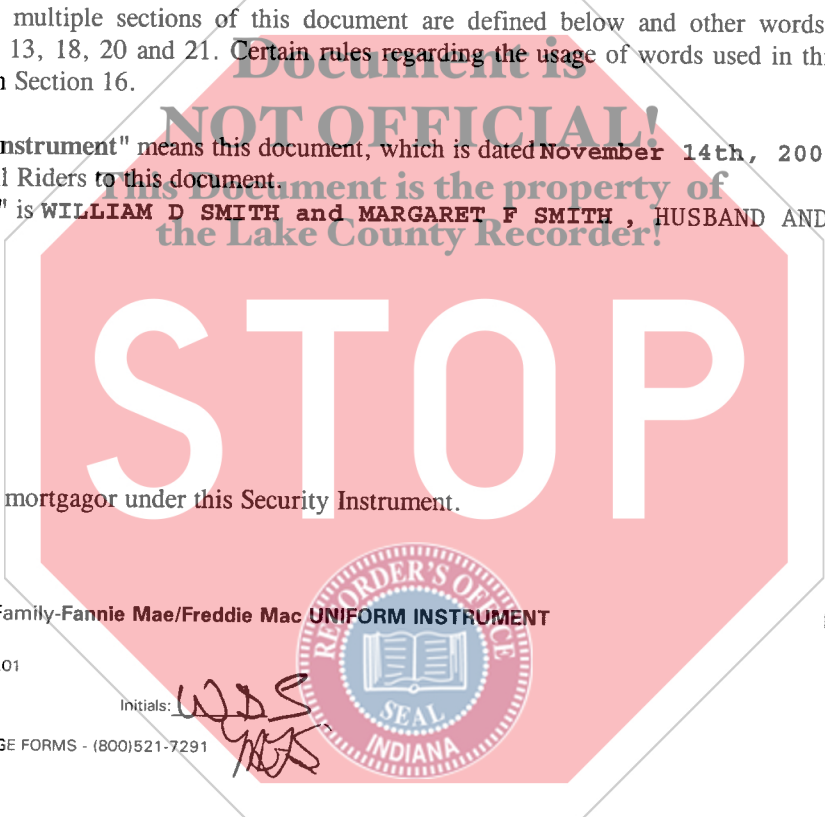 multiple sections of this document are defined below and other words
13, 18, 20 and 21. Certain rules regarding the usage of words used in
Section 16.
Document is
NOT OFFICIAL!
This Document is the property of
the Lake County Recorder!
nstrument" means this document, which is dated November 14th, 200
l Riders to this document.
" is WILLIAM D SMITH and MARGARET F SMITH , HUSBAND AND
STOP
mortgagor under this Security Instrument.
Family-Fannie Mae/Freddie Mac UNIFORM INSTRUMENT
01
Initials: WDS
MFS
GE FORMS - (800)521-7291
RECORDER'S OFFICE
SEAL
INDIANA